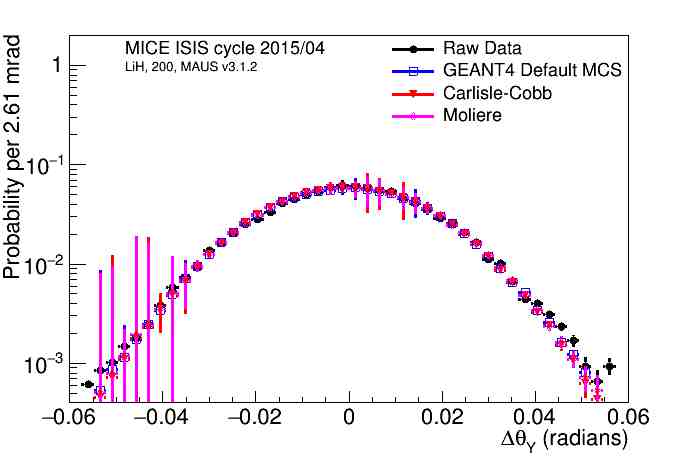 MICE ISIS cycle 2015/04
LiH, 200, MAUS v3.1.2
Raw Data
GEANT4 Default MCS
Carlisle-Cobb
Moliere
Probability per 2.61 mrad
1
10⁻¹
10⁻²
10⁻³
−0.06 −0.04 −0.02 0 0.02 0.04 0.06
Δθ_Y (radians)